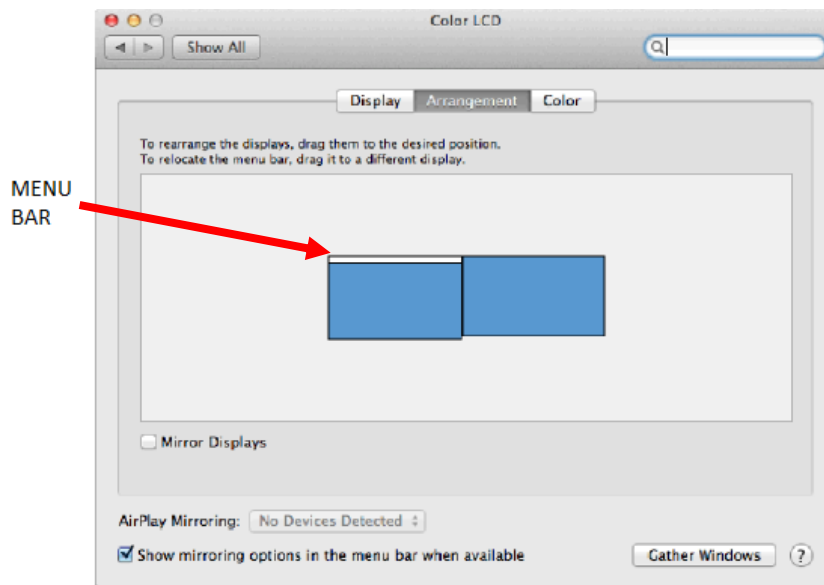 Color LCD
Show All
Display Arrangement Color
To rearrange the displays, drag them to the desired position.
To relocate the menu bar, drag it to a different display.
MENU
BAR
Mirror Displays
AirPlay Mirroring: No Devices Detected
Show mirroring options in the menu bar when available
Gather Windows ?